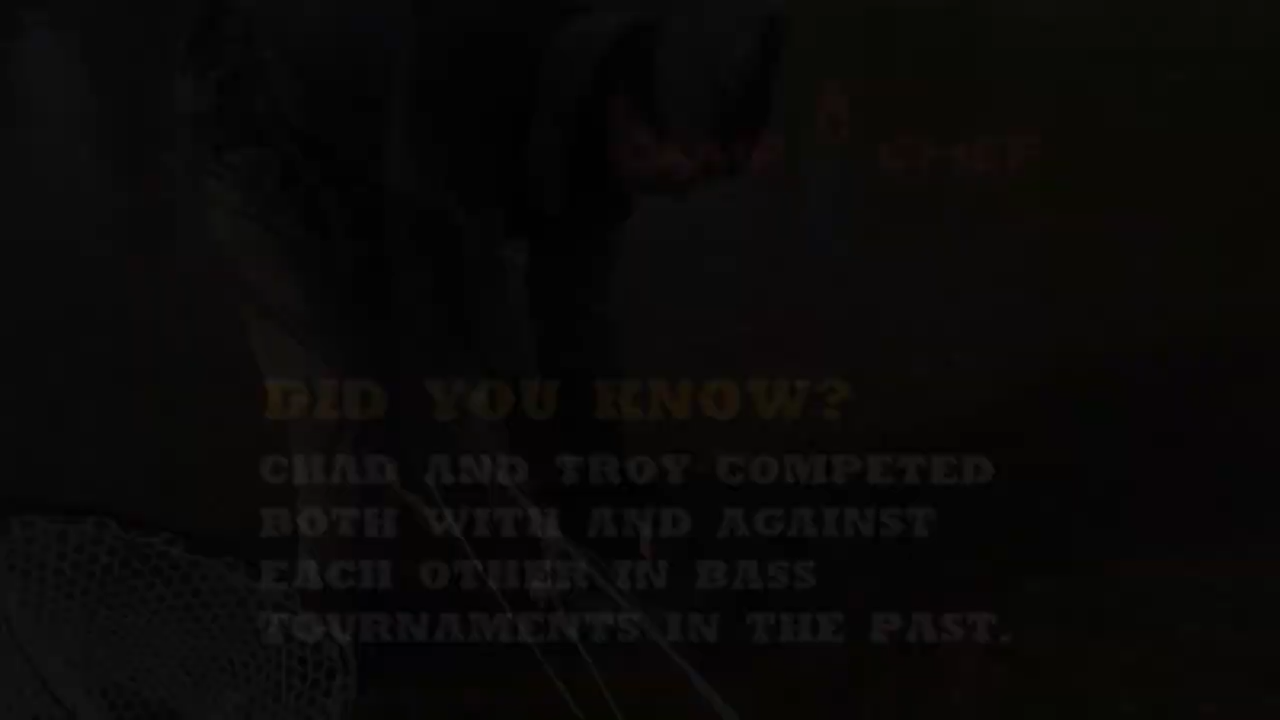 DID YOU KNOW?
CHAD AND TROY COMPETED
BOTH WITH AND AGAINST
EACH OTHER IN BASS
TOURNAMENTS IN THE PAST.